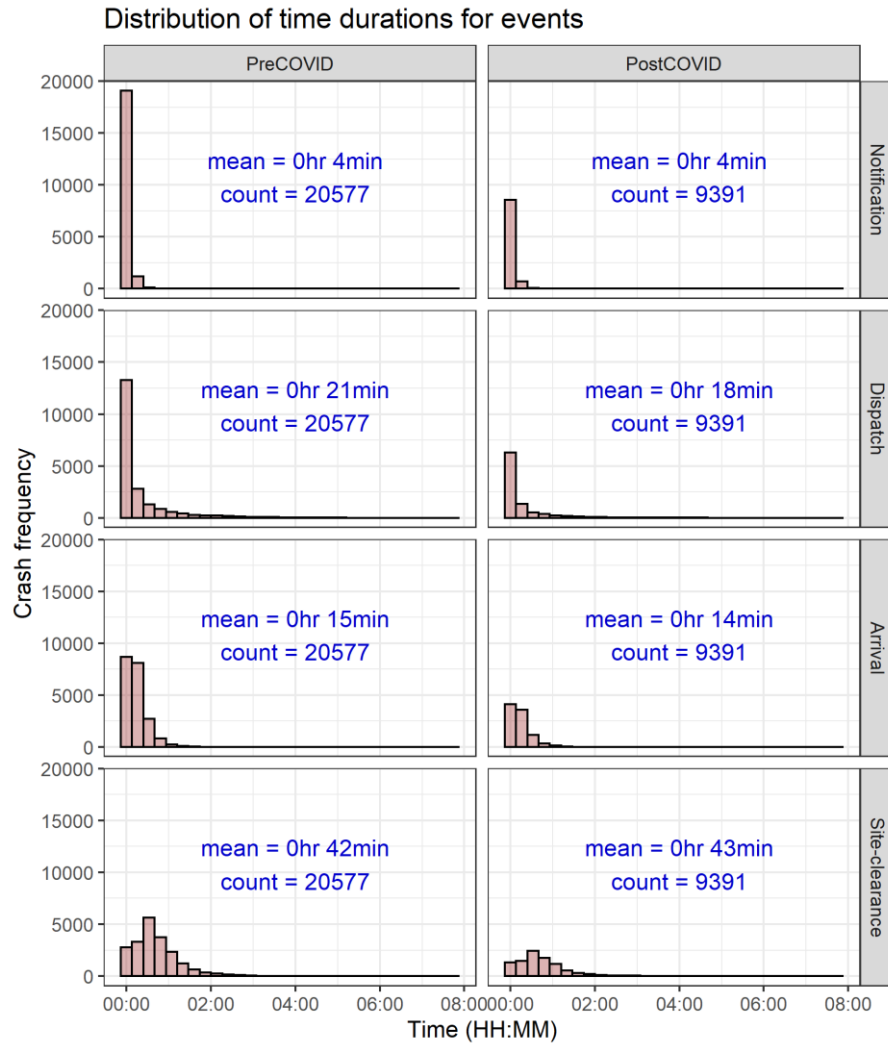 Distribution of time durations for events
PreCOVID
PostCOVID
Crash frequency
20000
15000
10000
5000
0
mean = 0hr 4min
count = 20577
mean = 0hr 4min
count = 9391
Notification
20000
15000
10000
5000
0
mean = 0hr 21min
count = 20577
mean = 0hr 18min
count = 9391
Dispatch
20000
15000
10000
5000
0
mean = 0hr 15min
count = 20577
mean = 0hr 14min
count = 9391
Arrival
20000
15000
10000
5000
0
mean = 0hr 42min
count = 20577
mean = 0hr 43min
count = 9391
Site-clearance
00:00 02:00 04:00 06:00 08:00
00:00 02:00 04:00 06:00 08:00
Time (HH:MM)